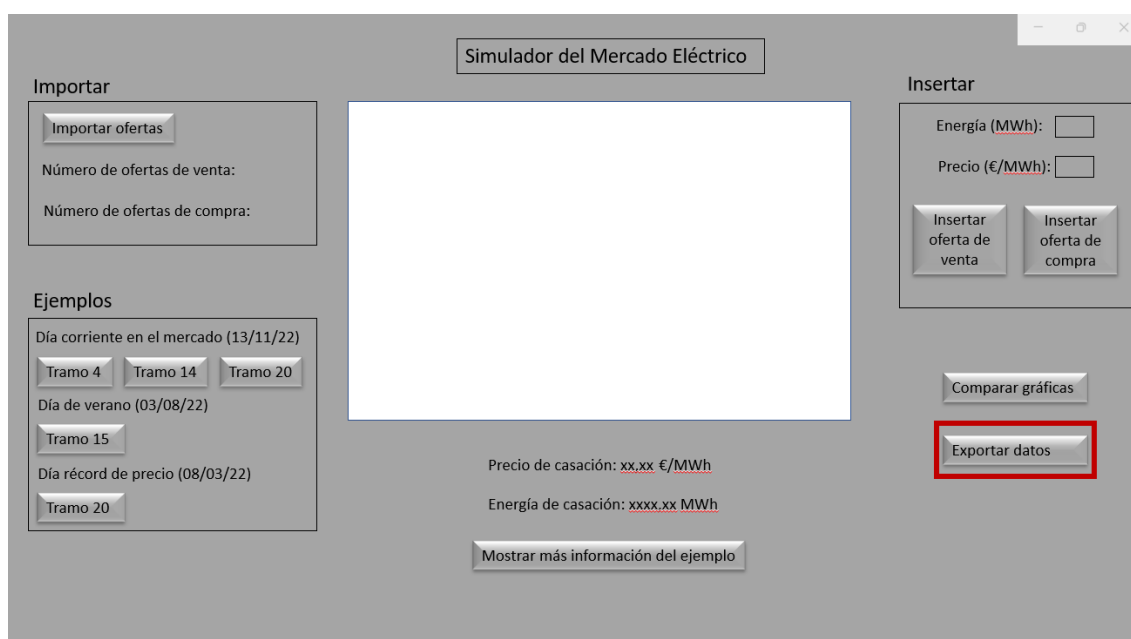 Simulador del Mercado Eléctrico
Importar
Importar ofertas
Número de ofertas de venta:
Número de ofertas de compra:
Ejemplos
Día corriente en el mercado (13/11/22)
Tramo 4 Tramo 14 Tramo 20
Día de verano (03/08/22)
Tramo 15
Día récord de precio (08/03/22)
Tramo 20
Precio de casación: xx,xx €/MWh
Energía de casación: xxxx,xx MWh
Mostrar más información del ejemplo
Insertar
Energía (MWh):
Precio (€/MWh):
Insertar
oferta de
venta
Insertar
oferta de
compra
Comparar gráficas
Exportar datos